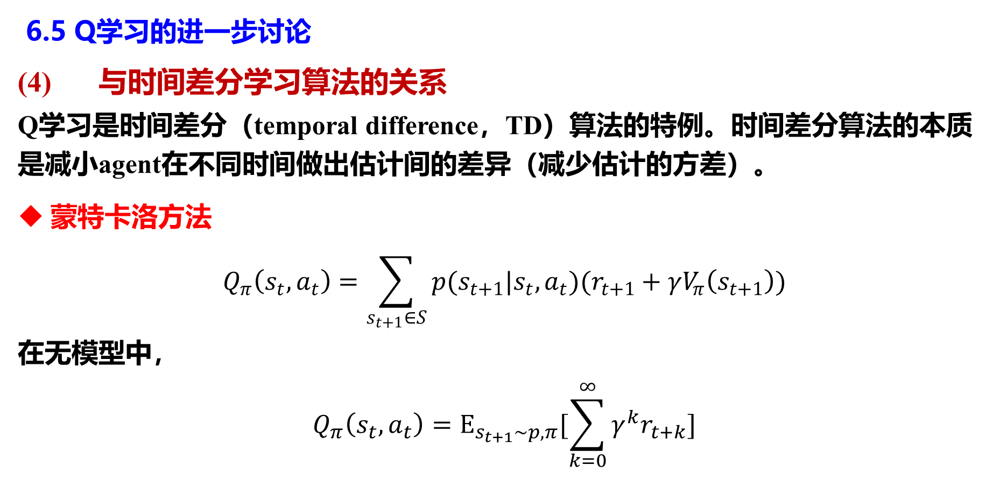 6.5 Q学习的进一步讨论
(4) 与时间差分学习算法的关系
Q学习是时间差分（temporal difference，TD）算法的特例。时间差分算法的本质
是减小agent在不同时间做出估计间的差异（减少估计的方差）。
◆ 蒙特卡洛方法
$Q_\pi(s_t, a_t) = \sum_{s_{t+1} \in S} p(s_{t+1}|s_t, a_t)(r_{t+1} + \gamma V_\pi(s_{t+1}))$
在无模型中，
$Q_\pi(s_t, a_t) = \mathrm{E}_{s_{t+1} \sim p, \pi}[\sum_{k=0}^{\infty} \gamma^k r_{t+k}]$